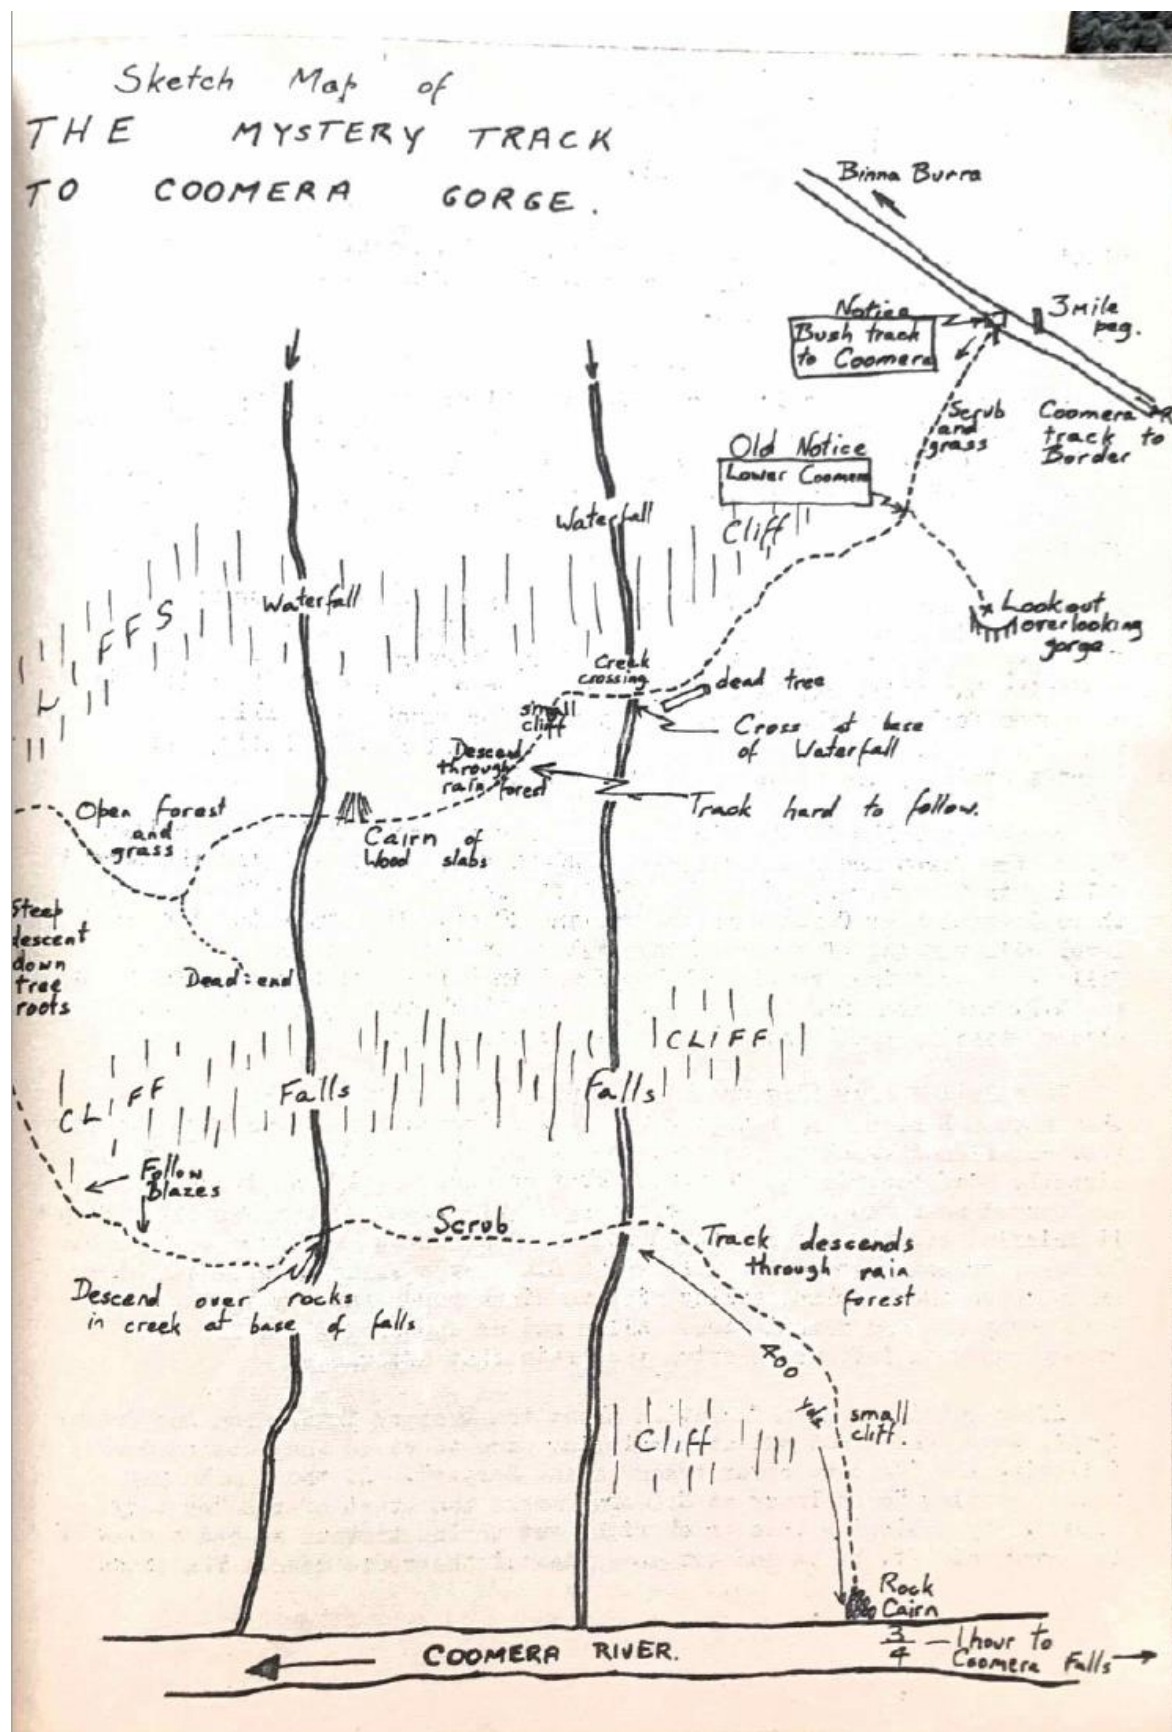 Sketch Map of
THE MYSTERY TRACK
TO COOMERA GORGE.
Binna Burra
3 mile
peg.
Notice
Bush track
to Coomera
Scrub
and
grass
Coomera
track to
Border
Old Notice
Lower Coomera
Cliff
Waterfall
Waterfall
L I F F S
Lookout
overlooking
gorge.
Creek
crossing
dead tree
small
cliff
Cross at base
of Waterfall
Descend
through
rain forest
Track hard to follow.
Open forest
and
grass
Cairn of
Wood slabs
Steep
descent
down
tree
roots
Dead-end
CLIFF
CLIFF
Falls
Falls
Follow
Blazes
Scrub
Track descends
through rain
forest
Descend over rocks
in creek at base of falls.
400
yds
small
cliff.
Cliff
Rock
Cairn
3/4 — 1 hour to
Coomera Falls
COOMERA RIVER.